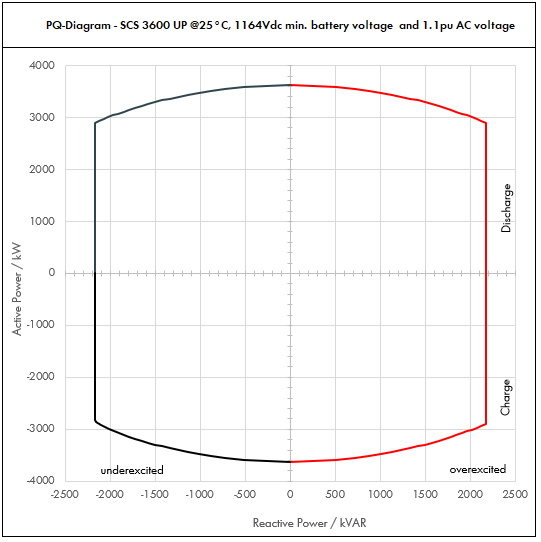 PQ-Diagram - SCS 3600 UP @25°C, 1164Vdc min. battery voltage and 1.1pu AC voltage
4000
3000
2000
1000
0
-1000
-2000
-3000
-4000
Active Power / kW
Discharge
Charge
underexcited
overexcited
-2500 -2000 -1500 -1000 -500 0 500 1000 1500 2000 2500
Reactive Power / kVAR